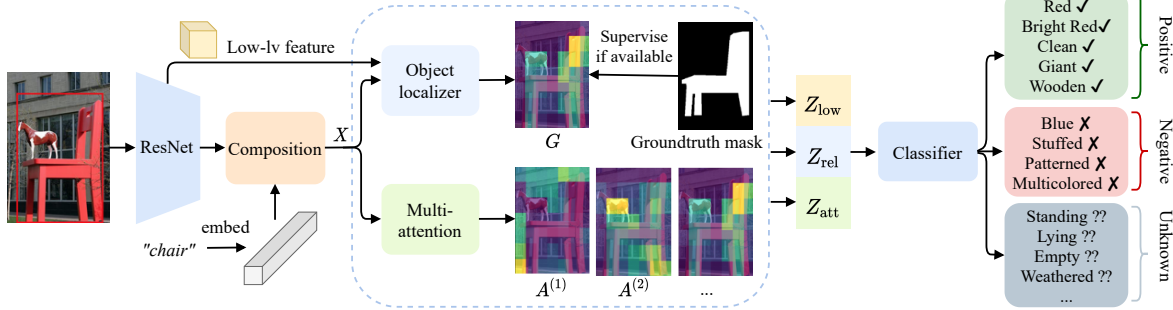 Low-lv feature
ResNet
Composition
X
embed
"chair"
Object
localizer
Multi-
attention
G
Supervise
if available
Groundtruth mask
A(1)
A(2)
...
Zlow
Zrel
Zatt
Classifier
Red ✓
Bright Red✓
Clean ✓
Giant ✓
Wooden ✓
Positive
Blue ✗
Stuffed ✗
Patterned ✗
Multicolored ✗
Negative
Standing ??
Lying ??
Empty ??
Weathered ??
...
Unknown